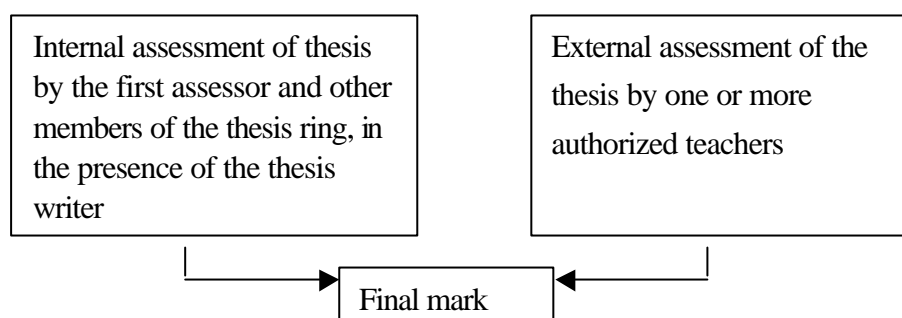 Internal assessment of thesis
by the first assessor and other
members of the thesis ring, in
the presence of the thesis
writer
External assessment of the
thesis by one or more
authorized teachers
Final mark